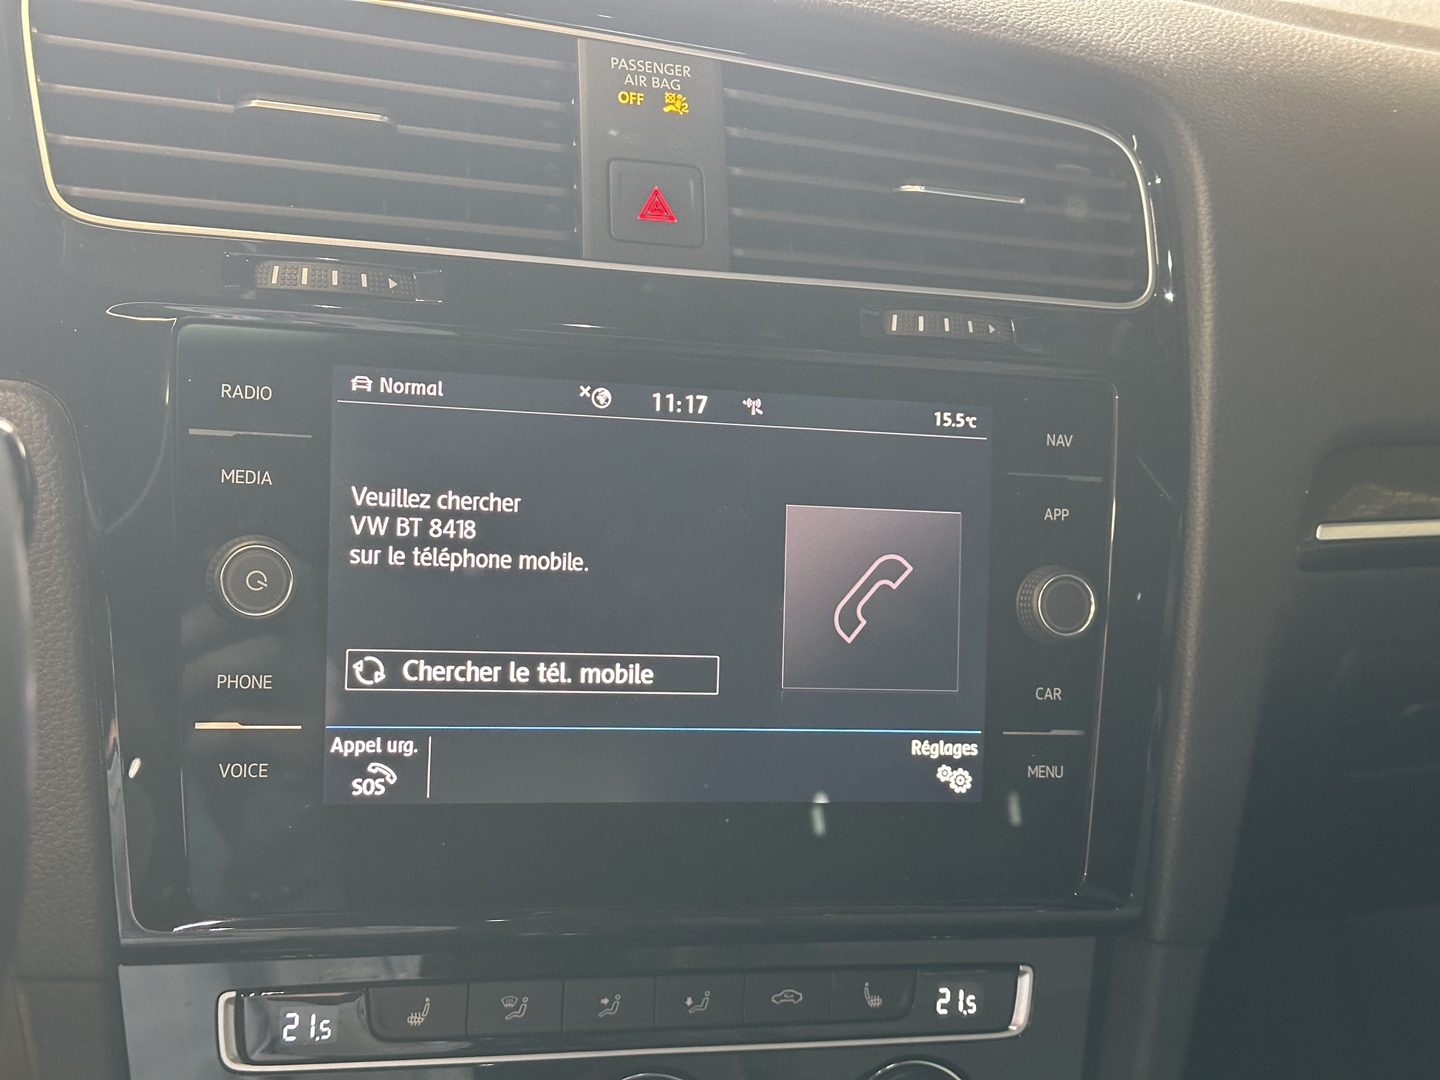 PASSENGER
AIR BAG
OFF
RADIO
MEDIA
PHONE
VOICE
Normal
11:17
15.5°C
Veuillez chercher
VW BT 8418
sur le téléphone mobile.
Chercher le tél. mobile
Appel urg.
SOS
Réglages
NAV
APP
CAR
MENU
21,5
21,5